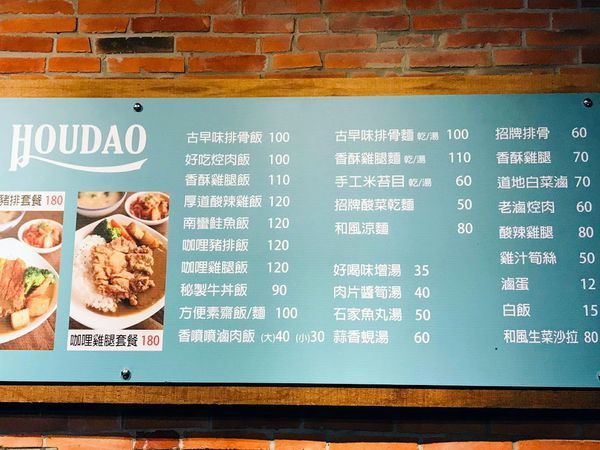 HOUDAO
豬排套餐 180
咖哩雞腿套餐 180
古早味排骨飯 100
好吃焢肉飯 100
香酥雞腿飯 110
厚道酸辣雞飯 120
南蠻鮭魚飯 120
咖哩豬排飯 120
咖哩雞腿飯 120
秘製牛丼飯 90
方便素齋飯/麵 100
香噴噴滷肉飯 (大)40 (小)30
古早味排骨麵 乾/湯 100
香酥雞腿麵 乾/湯 110
手工米苔目 乾/湯 60
招牌酸菜乾麵 50
和風涼麵 80
好喝味增湯 35
肉片醬筍湯 40
石家魚丸湯 50
蒜香蜆湯 60
招牌排骨 60
香酥雞腿 70
道地白菜滷 70
老滷焢肉 60
酸辣雞腿 80
雞汁筍絲 50
滷蛋 12
白飯 15
和風生菜沙拉 80